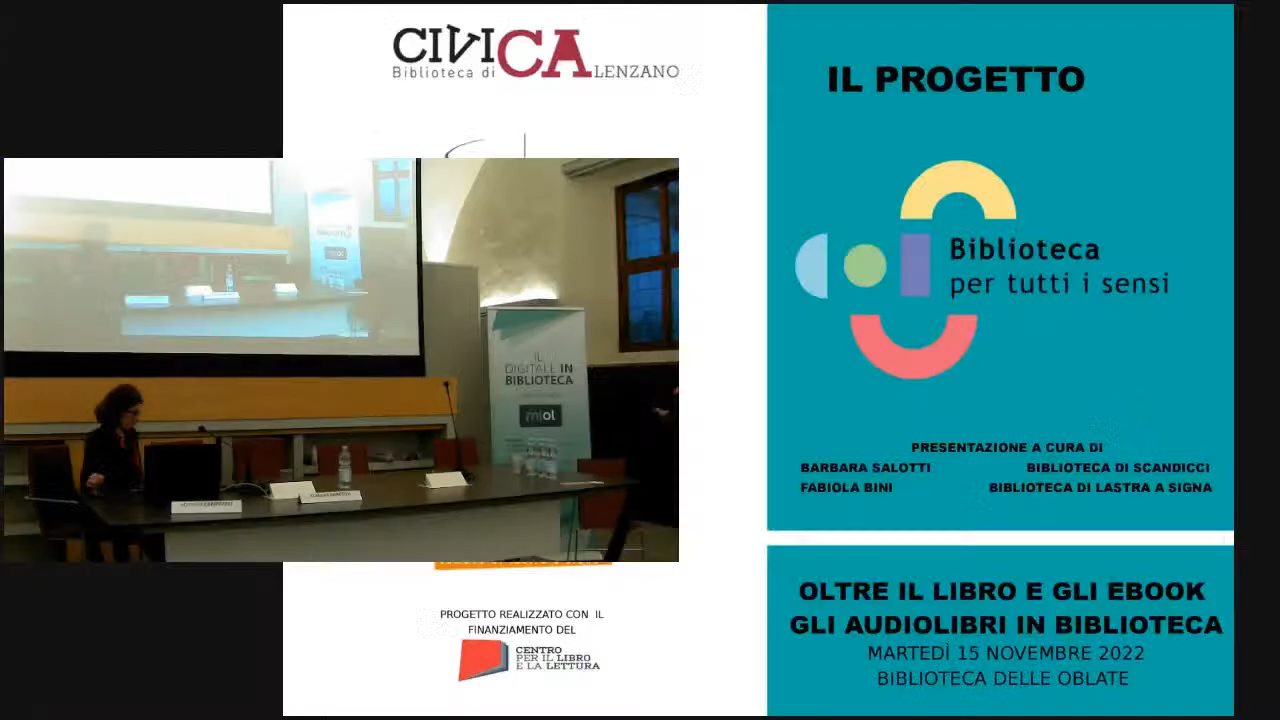 CIVICA
Biblioteca di CALENZANO
IL PROGETTO
Biblioteca
per tutti i sensi
IL
DIGITALE IN
BIBLIOTECA
mlol
PRESENTAZIONE A CURA DI
BARBARA SALOTTI BIBLIOTECA DI SCANDICCI
FABIOLA BINI BIBLIOTECA DI LASTRA A SIGNA
PROGETTO REALIZZATO CON IL
FINANZIAMENTO DEL
CENTRO
PER IL LIBRO
E LA LETTURA
OLTRE IL LIBRO E GLI EBOOK
GLI AUDIOLIBRI IN BIBLIOTECA
MARTEDÌ 15 NOVEMBRE 2022
BIBLIOTECA DELLE OBLATE